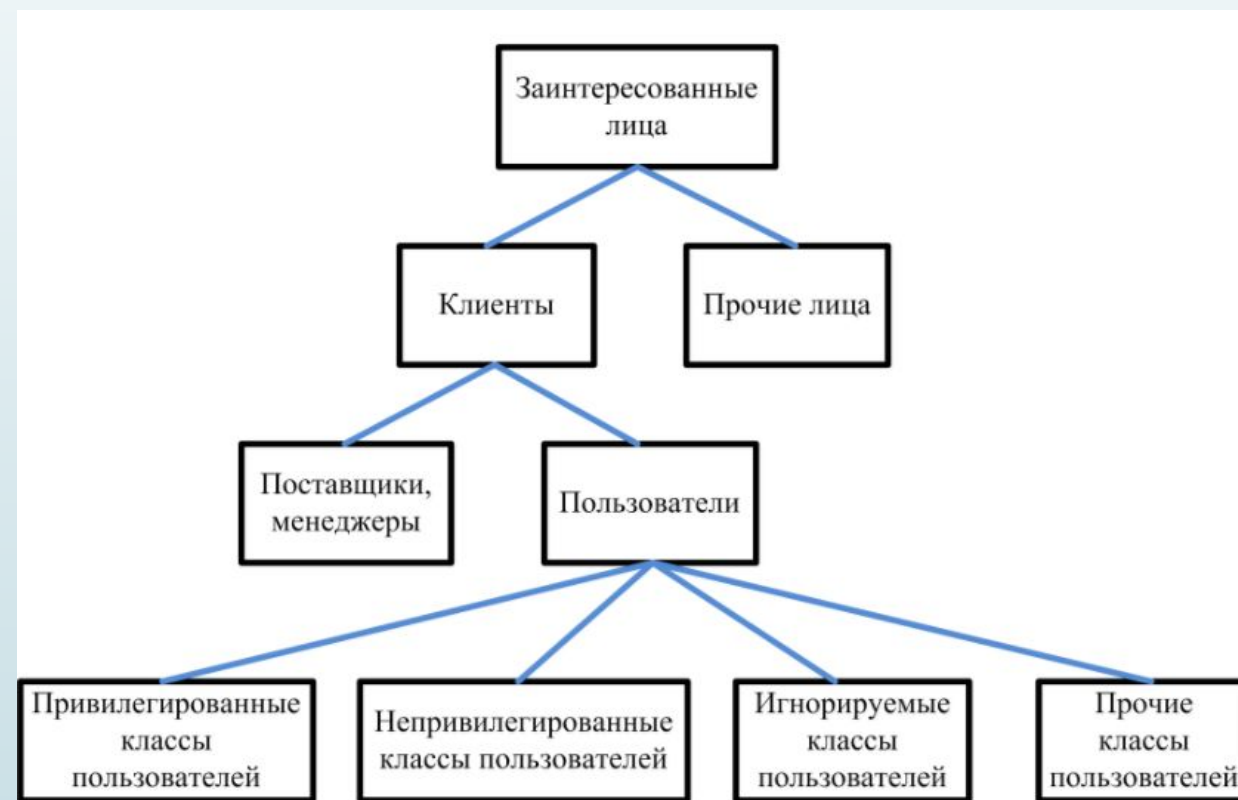 Заинтересованные
лица
Клиенты
Прочие лица
Поставщики,
менеджеры
Пользователи
Привилегированные
классы
пользователей
Непривилегированные
классы пользователей
Игнорируемые
классы
пользователей
Прочие
классы
пользователей